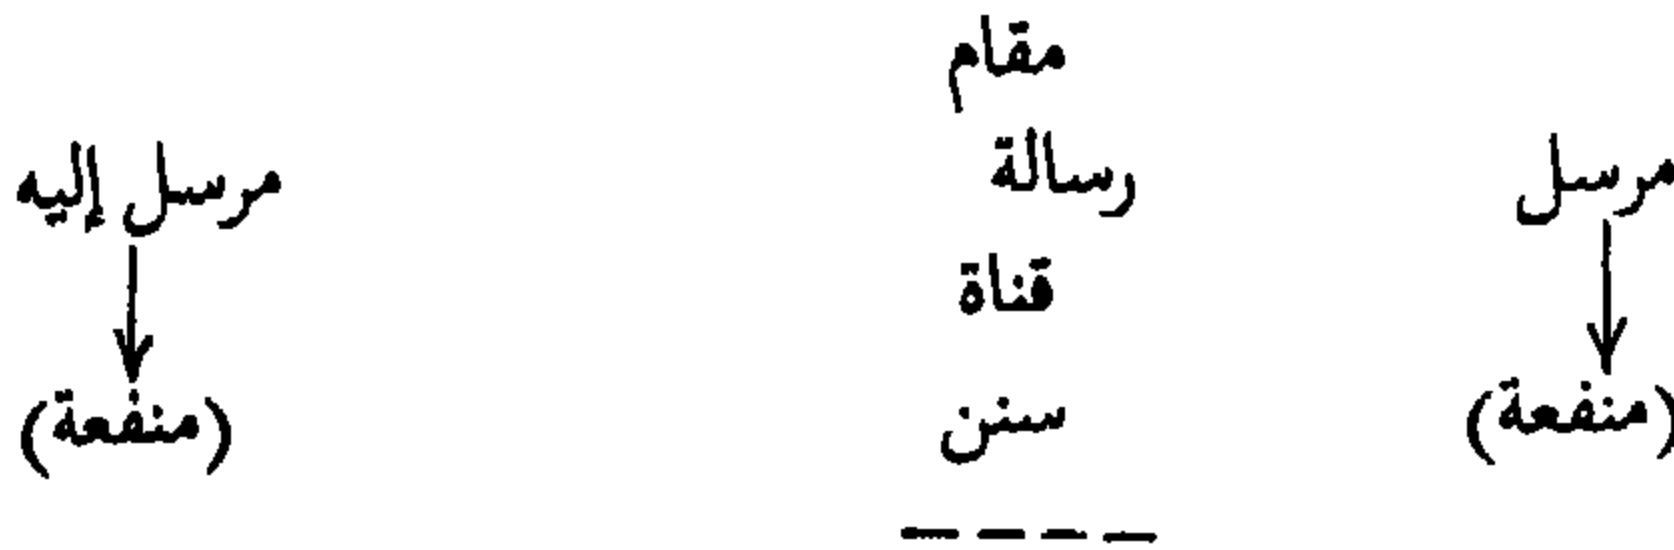 مقام
مرسل رسالة مرسل إليه
قناة
(منفعة) سنن (منفعة)